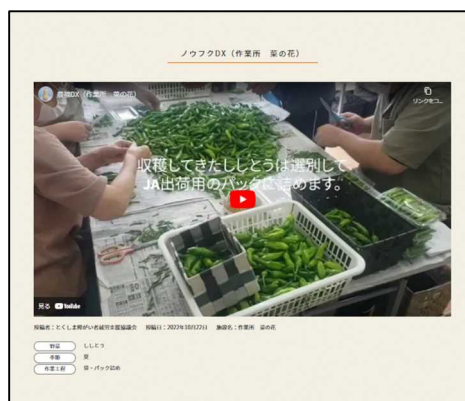 ノウフクDX（作業所　菜の花）
農福DX（作業所　菜の花）
リンクをコ...
収穫してきたししとうは選別して
JA出荷用のパックに詰めます。
見る YouTube
投稿者：とくしま障がい者就労支援協議会　投稿日：2022年10月22日　施設名：作業所　菜の花
野菜　ししとう
季節　夏
作業工程　袋・パック詰め